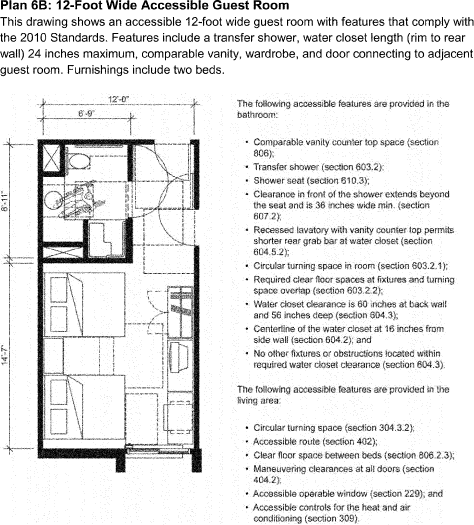 Plan 6B: 12-Foot Wide Accessible Guest Room
This drawing shows an accessible 12-foot wide guest room with features that comply with
the 2010 Standards. Features include a transfer shower, water closet length (rim to rear
wall) 24 inches maximum, comparable vanity, wardrobe, and door connecting to adjacent
guest room. Furnishings include two beds.
12'-0"
6'-9"
8'-11"
14'-7"
The following accessible features are provided in the
bathroom:
• Comparable vanity counter top space (section
806);
• Transfer shower (section 603.2);
• Shower seat (section 610.3);
• Clearance in front of the shower extends beyond
the seat and is 36 inches wide min. (section
607.2);
• Recessed lavatory with vanity counter top permits
shorter rear grab bar at water closet (section
604.5.2);
• Circular turning space in room (section 603.2.1);
• Required clear floor spaces at fixtures and turning
space overlap (section 603.2.2);
• Water closet clearance is 60 inches at back wall
and 56 inches deep (section 604.3);
• Centerline of the water closet at 16 inches from
side wall (section 604.2); and
• No other fixtures or obstructions located within
required water closet clearance (section 604.3).
The following accessible features are provided in the
living area:
• Circular turning space (section 304.3.2);
• Accessible route (section 402);
• Clear floor space between beds (section 806.2.3);
• Maneuvering clearances at all doors (section
404.2);
• Accessible operable window (section 229); and
• Accessible controls for the heat and air
conditioning (section 309).